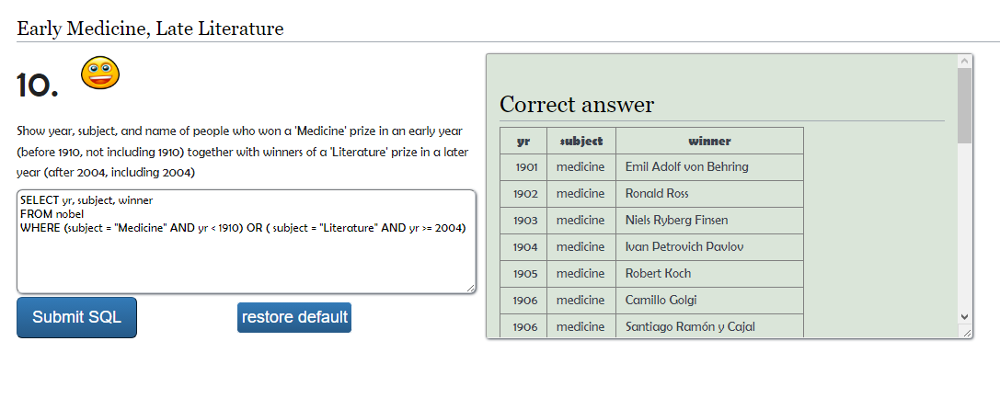 Early Medicine, Late Literature
10.
Show year, subject, and name of people who won a 'Medicine' prize in an early year
(before 1910, not including 1910) together with winners of a 'Literature' prize in a later
year (after 2004, including 2004)
SELECT yr, subject, winner
FROM nobel
WHERE (subject = "Medicine" AND yr < 1910) OR ( subject = "Literature" AND yr >= 2004)
Submit SQL restore default
Correct answer
yr subject winner
1901 medicine Emil Adolf von Behring
1902 medicine Ronald Ross
1903 medicine Niels Ryberg Finsen
1904 medicine Ivan Petrovich Pavlov
1905 medicine Robert Koch
1906 medicine Camillo Golgi
1906 medicine Santiago Ramón y Cajal